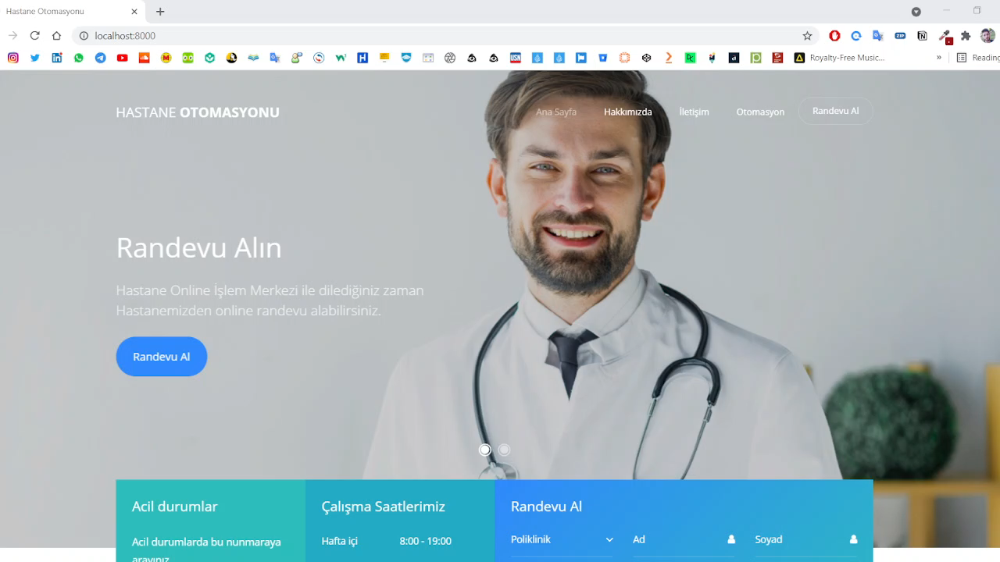 Hastane Otomasyonu
localhost:8000
ZIP
USN
Royalty-Free Music...
»
Reading
HASTANE OTOMASYONU
Ana Sayfa
Hakkımızda
İletişim
Otomasyon
Randevu Al
Randevu Alın
Hastane Online İşlem Merkezi ile dilediğiniz zaman
Hastanemizden online randevu alabilirsiniz.
Randevu Al
Acil durumlar
Acil durumlarda bu nunmaraya
arayınız
Çalışma Saatlerimiz
Hafta içi 8:00 - 19:00
Randevu Al
Poliklinik
Ad
Soyad